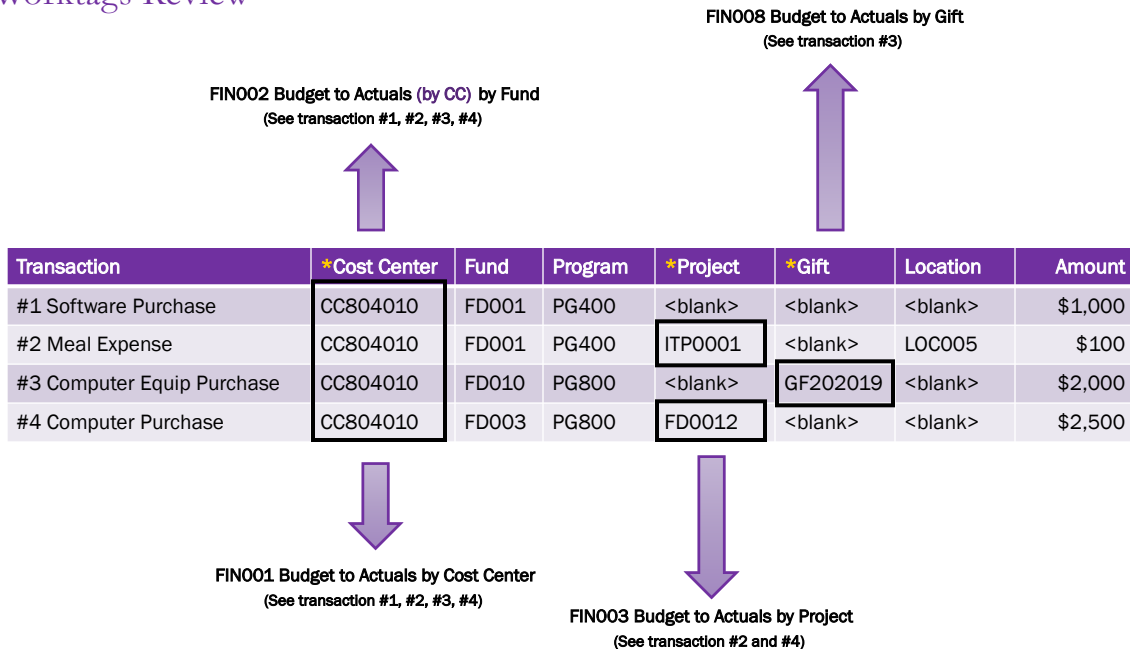 Worktags Review
FIN008 Budget to Actuals by Gift
(See transaction #3)
FIN002 Budget to Actuals (by CC) by Fund
(See transaction #1, #2, #3, #4)
Transaction *Cost Center Fund Program *Project *Gift Location Amount
#1 Software Purchase CC804010 FD001 PG400 <blank> <blank> <blank> $1,000
#2 Meal Expense CC804010 FD001 PG400 ITP0001 <blank> LOC005 $100
#3 Computer Equip Purchase CC804010 FD010 PG800 <blank> GF202019 <blank> $2,000
#4 Computer Purchase CC804010 FD003 PG800 FD0012 <blank> <blank> $2,500
FIN001 Budget to Actuals by Cost Center
(See transaction #1, #2, #3, #4)
FIN003 Budget to Actuals by Project
(See transaction #2 and #4)